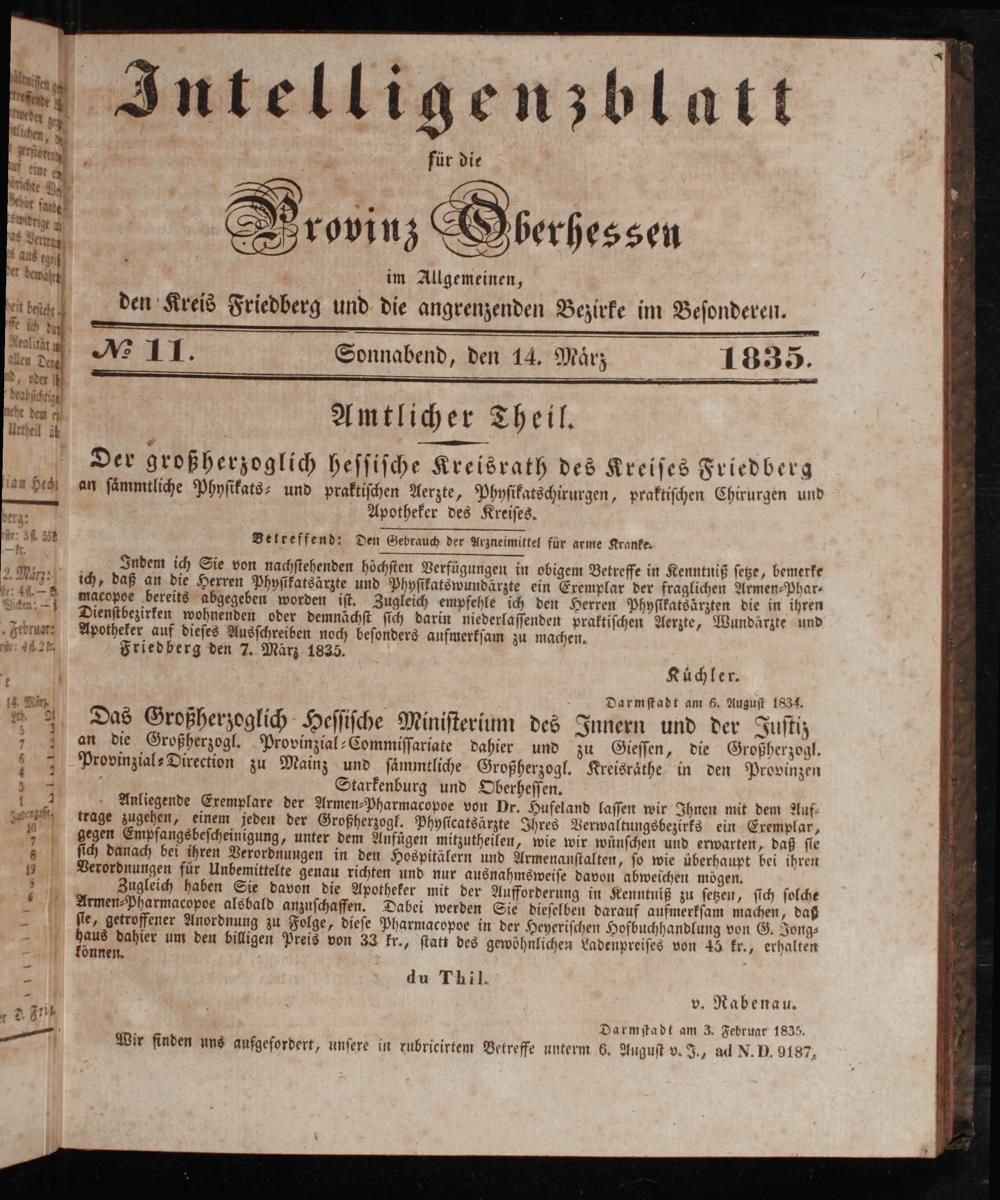 Intelligenzblatt
für die
Provinz Oberhessen
im Allgemeinen,
den Kreis Friedberg und die angrenzenden Bezirke im Besonderen.
№ 11. Sonnabend, den 14. März 1835.
Amtlicher Theil.
Der großherzoglich hessische Kreisrath des Kreises Friedberg
an sämmtliche Physikats- und praktischen Aerzte, Physikatschirurgen, praktischen Chirurgen und
Apotheker des Kreises.
Betreffend: Den Gebrauch der Arzneimittel für arme Kranke.
Indem ich Sie von nachstehenden höchsten Verfügungen in obigem Betreffe in Kenntniß setze, bemerke
ich, daß an die Herren Physikatsärzte und Physikatswundärzte ein Exemplar der fraglichen Armen-Phar-
macopoe bereits abgegeben worden ist. Zugleich empfehle ich den Herren Physikatsärzten die in ihren
Dienstbezirken wohnenden oder demnächst sich darin niederlassenden praktischen Aerzte, Wundärzte und
Apotheker auf dieses Ausschreiben noch besonders aufmerksam zu machen.
Friedberg den 7. März 1835.
Küchler.
Darmstadt am 6. August 1834.
Das Großherzoglich Hessische Ministerium des Innern und der Justiz
an die Großherzogl. Provinzial-Commissariate dahier und zu Giessen, die Großherzogl.
Provinzial-Direction zu Mainz und sämmtliche Großherzogl. Kreisräthe in den Provinzen
Starkenburg und Oberhessen.
Anliegende Exemplare der Armen-Pharmacopoe von Dr. Hufeland lassen wir Ihnen mit dem Auf-
trage zugehen, einem jeden der Großherzogl. Physicatsärzte Ihres Verwaltungsbezirks ein Exemplar,
gegen Empfangsbescheinigung, unter dem Anfügen mitzutheilen, wie wir wünschen und erwarten, daß sie
sich danach bei ihren Verordnungen in den Hospitälern und Armenanstalten, so wie überhaupt bei ihren
Verordnungen für Unbemittelte genau richten und nur ausnahmsweise davon abweichen mögen.
Zugleich haben Sie davon die Apotheker mit der Aufforderung in Kenntniß zu setzen, sich solche
Armen-Pharmacopoe alsbald anzuschaffen. Dabei werden Sie dieselben darauf aufmerksam machen, daß
sie, getroffener Anordnung zu Folge, diese Pharmacopoe in der Heyerischen Hofbuchhandlung von G. Jong-
haus dahier um den billigen Preis von 33 kr., statt des gewöhnlichen Ladenpreises von 45 kr., erhalten
können.
du Thil.
v. Rabenau.
Darmstadt am 3. Februar 1835.
Wir finden uns aufgefordert, unsere in rubricirtem Betreffe unterm 6. August v. J., ad N. D. 9187,